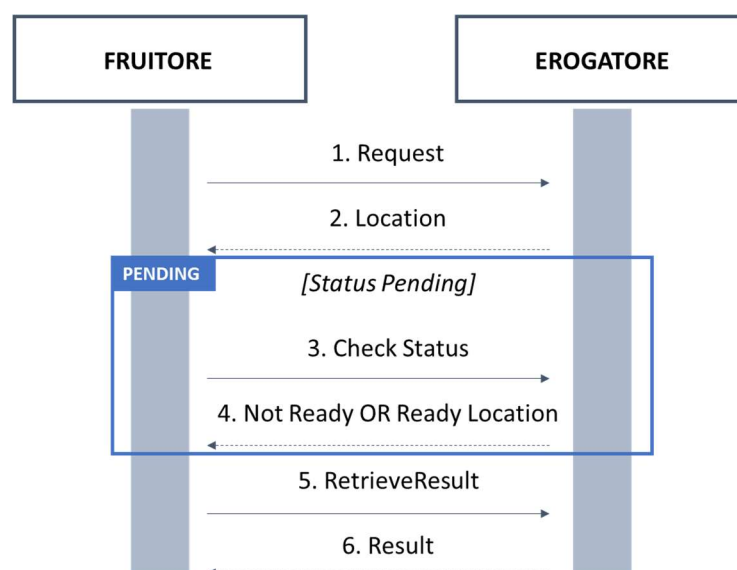 FRUITORE
EROGATORE
1. Request
2. Location
PENDING
[Status Pending]
3. Check Status
4. Not Ready OR Ready Location
5. RetrieveResult
6. Result